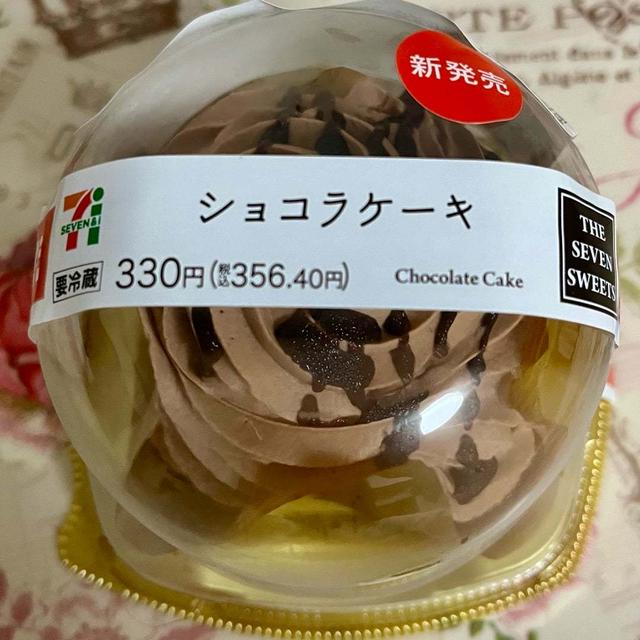 新発売
ショコラケーキ
7
SEVEN&i
要冷蔵
330円(税込356.40円)
Chocolate Cake
THE
SEVEN
SWEETS